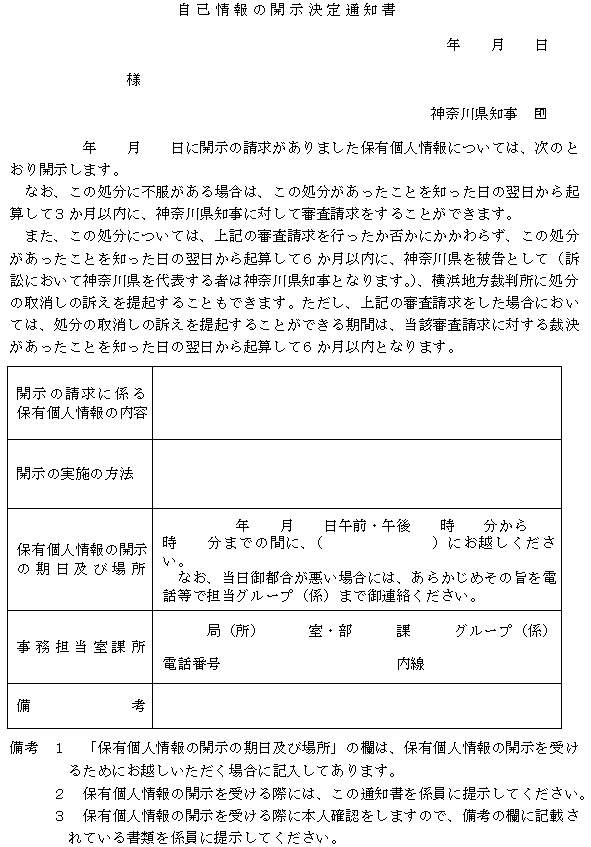 自己情報の開示決定通知書
年　　月　　日
様
神奈川県知事　印
年　　月　　日に開示の請求がありました保有個人情報については、次のと
おり開示します。
なお、この処分に不服がある場合は、この処分があったことを知った日の翌日から起
算して３か月以内に、神奈川県知事に対して審査請求をすることができます。
また、この処分については、上記の審査請求を行ったか否かにかかわらず、この処分
があったことを知った日の翌日から起算して６か月以内に、神奈川県を被告として（訴
訟において神奈川県を代表する者は神奈川県知事となります。）、横浜地方裁判所に処分
の取消しの訴えを提起することもできます。ただし、上記の審査請求をした場合におい
ては、処分の取消しの訴えを提起することができる期間は、当該審査請求に対する裁決
があったことを知った日の翌日から起算して６か月以内となります。
開示の請求に係る
保有個人情報の内容
開示の実施の方法
保有個人情報の開示
の期日及び場所
年　　月　　日午前・午後　　時　　分から
時　　分までの間に、（　　　　　　　）にお越しくださ
い。
なお、当日御都合が悪い場合には、あらかじめその旨を電
話等で担当グループ（係）まで御連絡ください。
事務担当室課所
局（所）　　　室・部　　　課　　　グループ（係）
電話番号　　　　　　　　　　　　内線
備考
備考　１　「保有個人情報の開示の期日及び場所」の欄は、保有個人情報の開示を受け
るためにお越しいただく場合に記入してあります。
２　保有個人情報の開示を受ける際には、この通知書を係員に提示してください。
３　保有個人情報の開示を受ける際に本人確認をしますので、備考の欄に記載さ
れている書類を係員に提示してください。